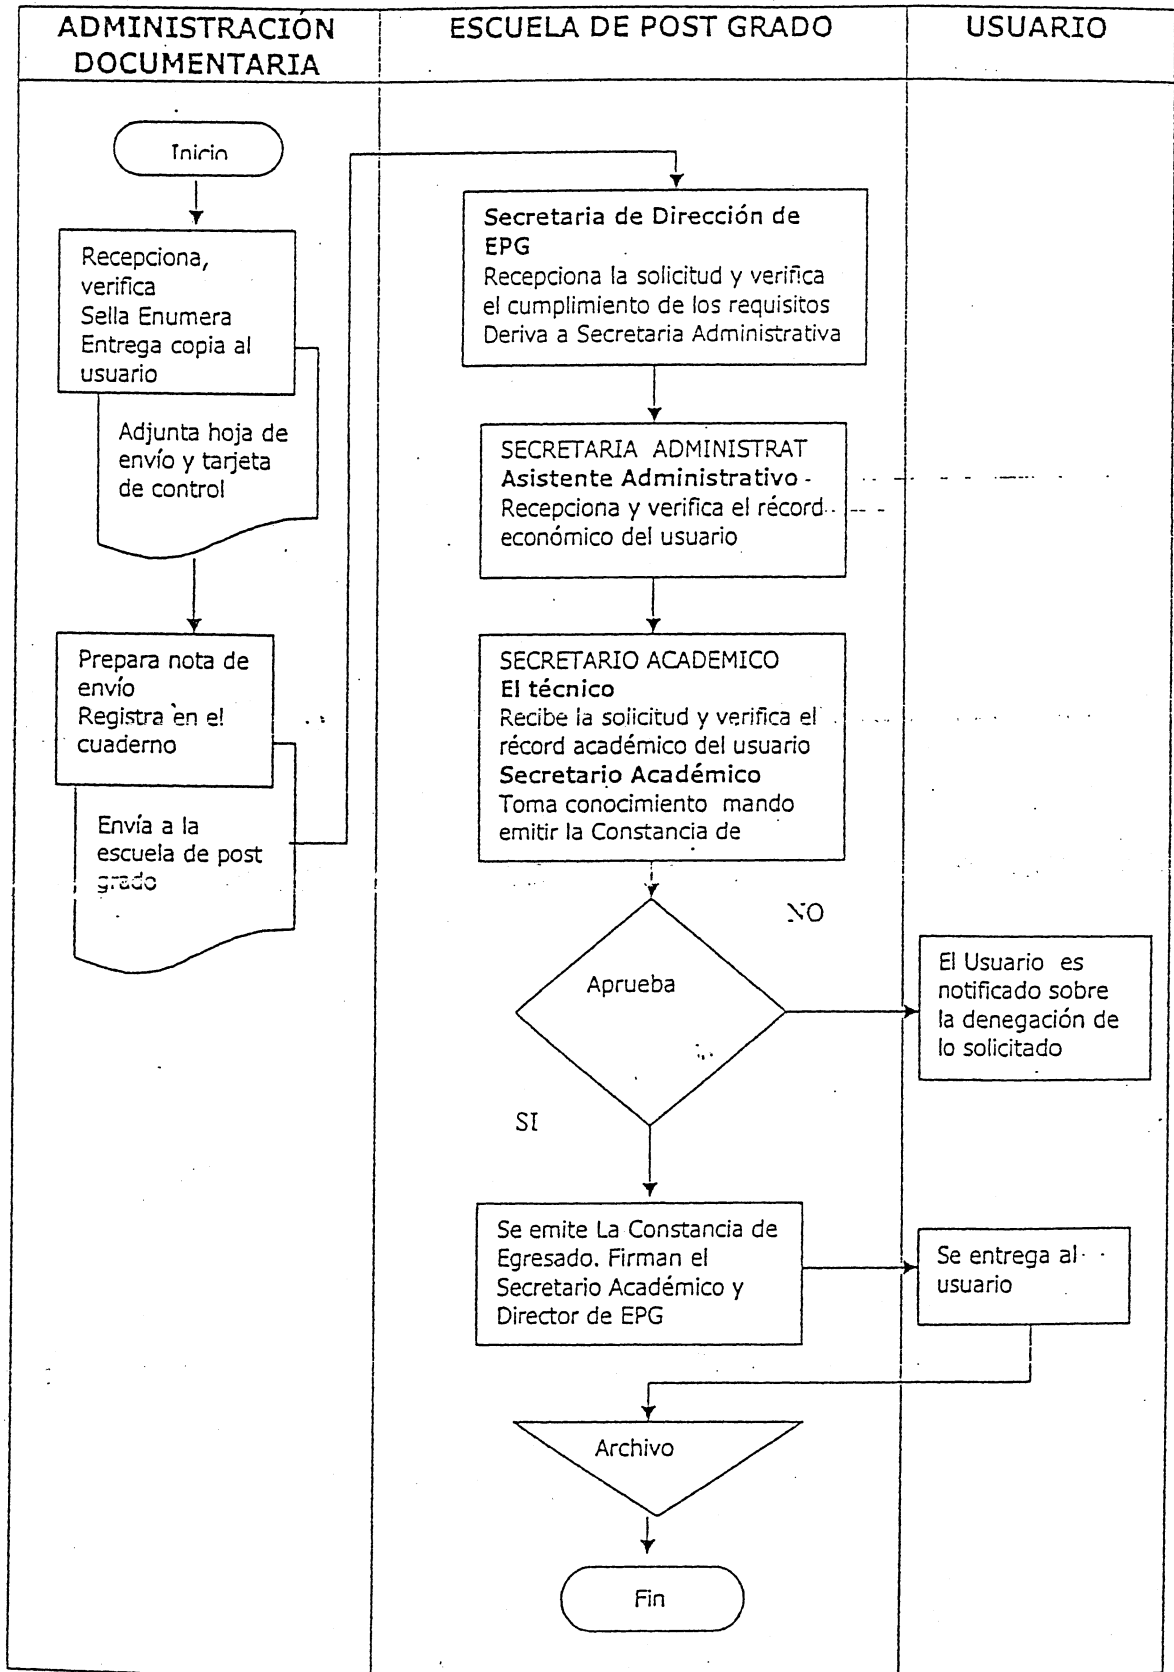 ADMINISTRACIÓN
DOCUMENTARIA
ESCUELA DE POST GRADO
USUARIO
Inicio
Recepciona,
verifica
Sella Enumera
Entrega copia al
usuario
Adjunta hoja de
envío y tarjeta
de control
Prepara nota de
envío
Registra en el
cuaderno
Envía a la
escuela de post
grado
Secretaria de Dirección de
EPG
Recepciona la solicitud y verifica
el cumplimiento de los requisitos
Deriva a Secretaria Administrativa
SECRETARIA ADMINISTRAT
Asistente Administrativo -
Recepciona y verifica el récord
económico del usuario
SECRETARIO ACADEMICO
El técnico
Recibe la solicitud y verifica el
récord académico del usuario
Secretario Académico
Toma conocimiento mando
emitir la Constancia de
Aprueba
NO
El Usuario es
notificado sobre
la denegación de
lo solicitado
SI
Se emite La Constancia de
Egresado. Firman el
Secretario Académico y
Director de EPG
Se entrega al
usuario
Archivo
Fin